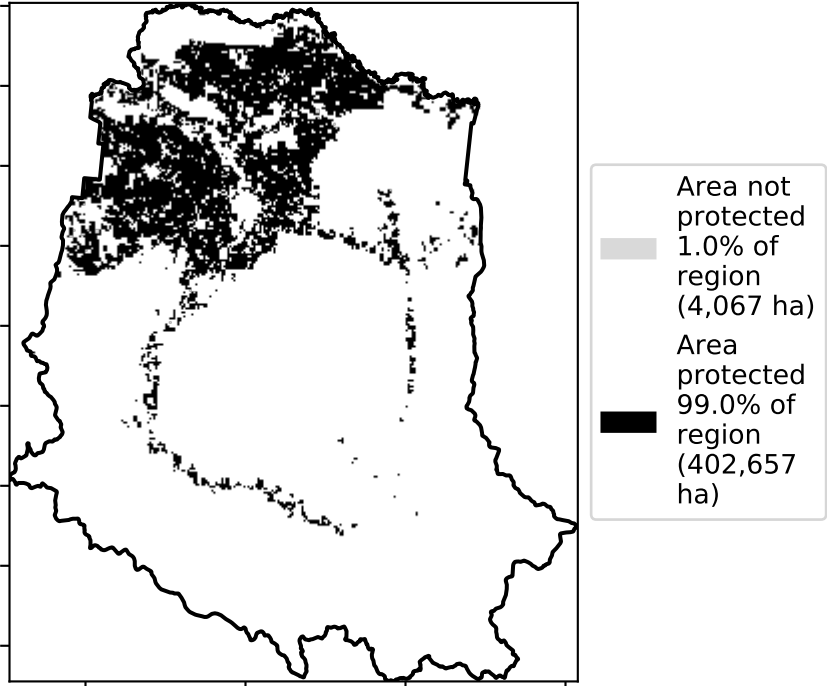 Area not
protected
1.0% of
region
(4,067 ha)
Area
protected
99.0% of
region
(402,657
ha)